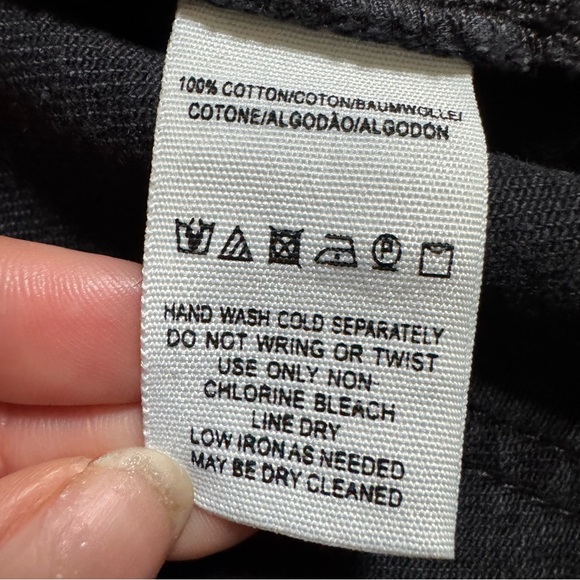 100% COTTON/COTON/BAUMWOLLE/
COTONE/ALGODÃO/ALGODÓN
HAND WASH COLD SEPARATELY
DO NOT WRING OR TWIST
USE ONLY NON-
CHLORINE BLEACH
LINE DRY
LOW IRON AS NEEDED
MAY BE DRY CLEANED